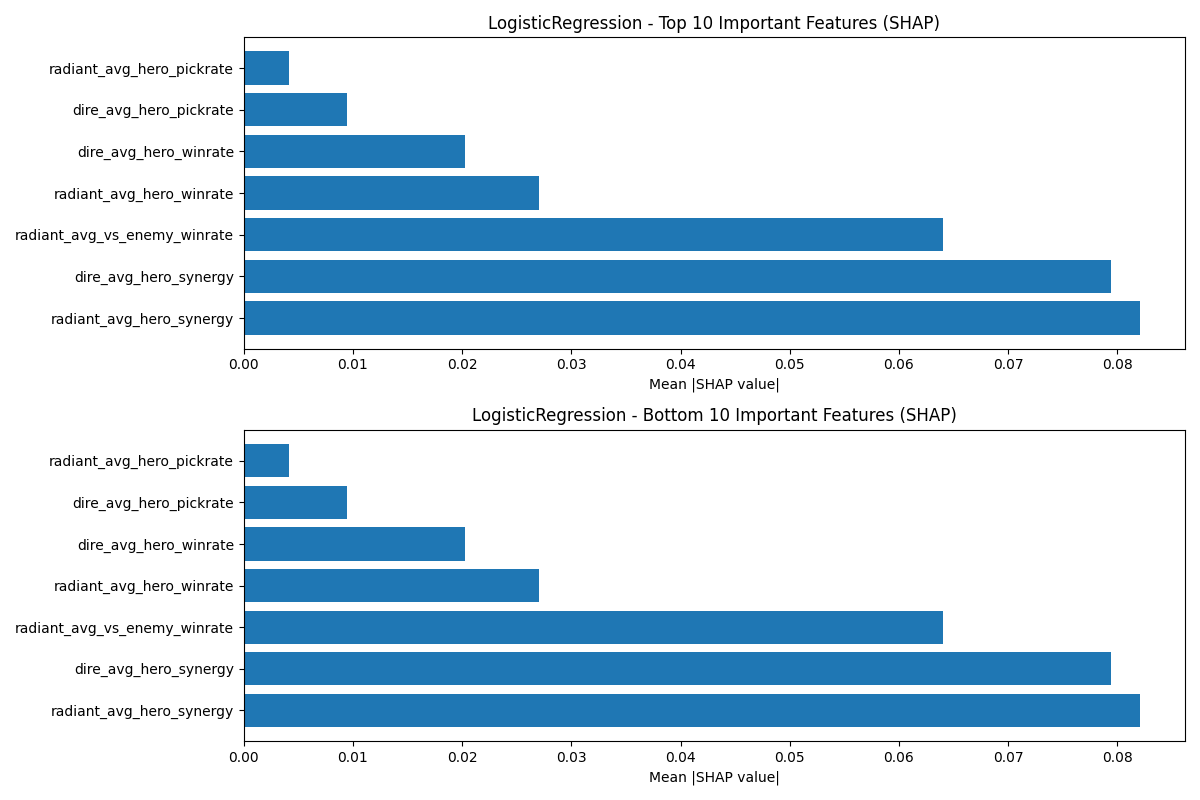 LogisticRegression - Top 10 Important Features (SHAP)
radiant_avg_hero_pickrate
dire_avg_hero_pickrate
dire_avg_hero_winrate
radiant_avg_hero_winrate
radiant_avg_vs_enemy_winrate
dire_avg_hero_synergy
radiant_avg_hero_synergy
0.00 0.01 0.02 0.03 0.04 0.05 0.06 0.07 0.08
Mean |SHAP value|
LogisticRegression - Bottom 10 Important Features (SHAP)
radiant_avg_hero_pickrate
dire_avg_hero_pickrate
dire_avg_hero_winrate
radiant_avg_hero_winrate
radiant_avg_vs_enemy_winrate
dire_avg_hero_synergy
radiant_avg_hero_synergy
0.00 0.01 0.02 0.03 0.04 0.05 0.06 0.07 0.08
Mean |SHAP value|